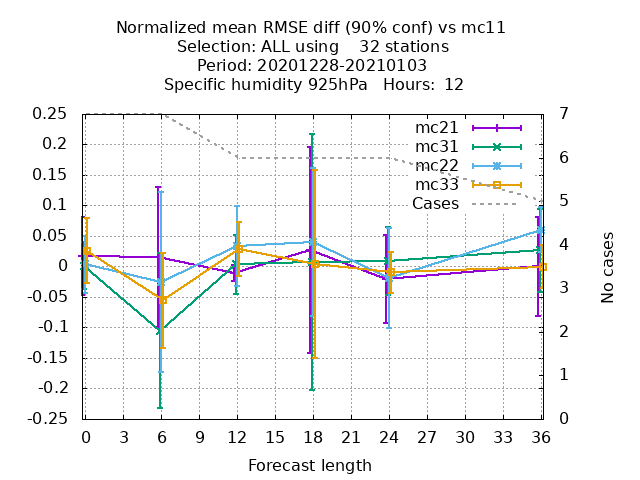 Normalized mean RMSE diff (90% conf) vs mc11
Selection: ALL using    32 stations
Period: 20201228-20210103
Specific humidity 925hPa   Hours:  12
mc21
mc31
mc22
mc33
Cases
0.25
0.2
0.15
0.1
0.05
0
-0.05
-0.1
-0.15
-0.2
-0.25
7
6
5
4
3
2
1
0
No cases
0 3 6 9 12 15 18 21 24 27 30 33 36
Forecast length